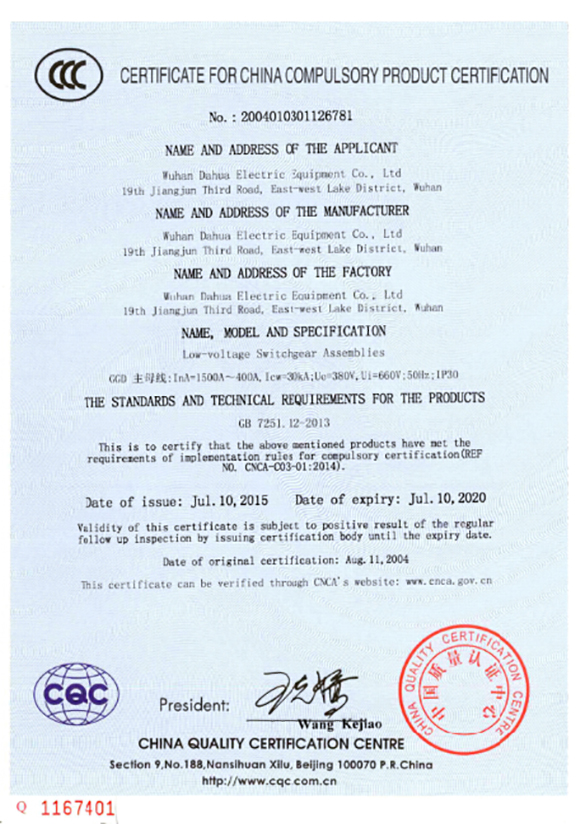 CCC
CERTIFICATE FOR CHINA COMPULSORY PRODUCT CERTIFICATION
No. : 2004010301126781
NAME AND ADDRESS OF THE APPLICANT
Wuhan Dahua Electric Equipment Co., Ltd
19th Jiangjun Third Road, East-west Lake District, Wuhan
NAME AND ADDRESS OF THE MANUFACTURER
Wuhan Dahua Electric Equipment Co., Ltd
19th Jiangjun Third Road, East-west Lake District, Wuhan
NAME AND ADDRESS OF THE FACTORY
Wuhan Dahua Electric Equipment Co., Ltd
19th Jiangjun Third Road, East-west Lake District, Wuhan
NAME, MODEL AND SPECIFICATION
Low-voltage Switchgear Assemblies
GGD 主母线:InA=1500A~400A,Icw=30kA;Ue=380V,Ui=660V;50Hz;IP30
THE STANDARDS AND TECHNICAL REQUIREMENTS FOR THE PRODUCTS
GB 7251.12-2013
This is to certify that the above mentioned products have met the
requirements of implementation rules for compulsory certification(REF
NO. CNCA-C03-01:2014).
Date of issue: Jul.10,2015 Date of expiry: Jul.10,2020
Validity of this certificate is subject to positive result of the regular
follow up inspection by issuing certification body until the expiry date.
Date of original certification: Aug.11,2004
This certificate can be verified through CNCA's website: www.cnca.gov.cn
CHINA QUALITY CERTIFICATION CENTRE
中国质量认证中心
CQC
President:
Wang Kejiao
CHINA QUALITY CERTIFICATION CENTRE
Section 9,No.188,Nansihuan Xilu, Beijing 100070 P.R.China
http://www.cqc.com.cn
Q 1167401